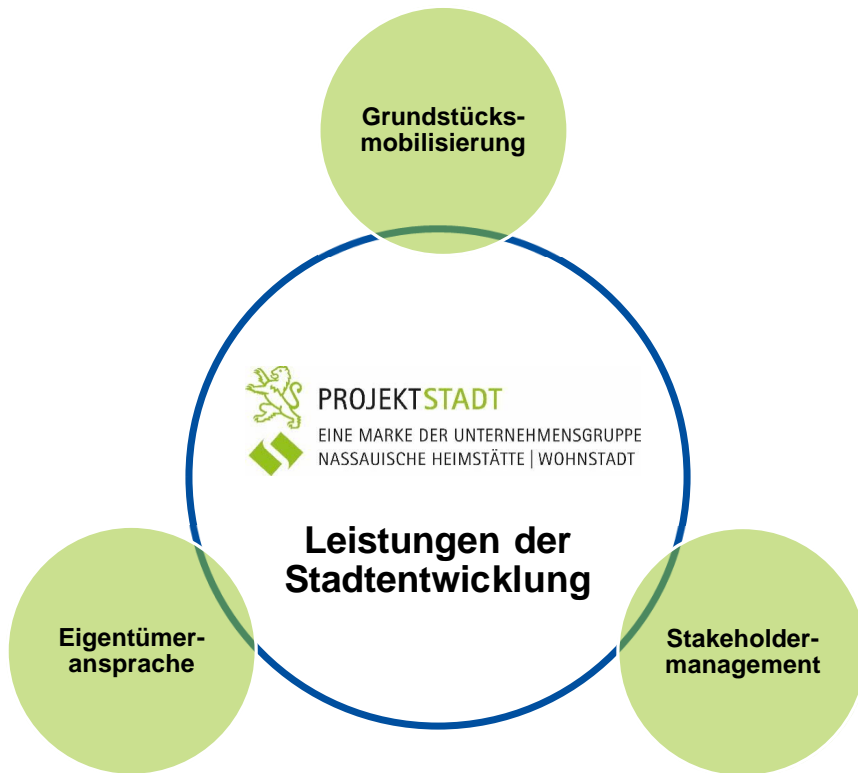 Grundstücks-
mobilisierung
PROJEKTSTADT
EINE MARKE DER UNTERNEHMENSGRUPPE
NASSAUISCHE HEIMSTÄTTE | WOHNSTADT
Leistungen der
Stadtentwicklung
Eigentümer-
ansprache
Stakeholder-
management